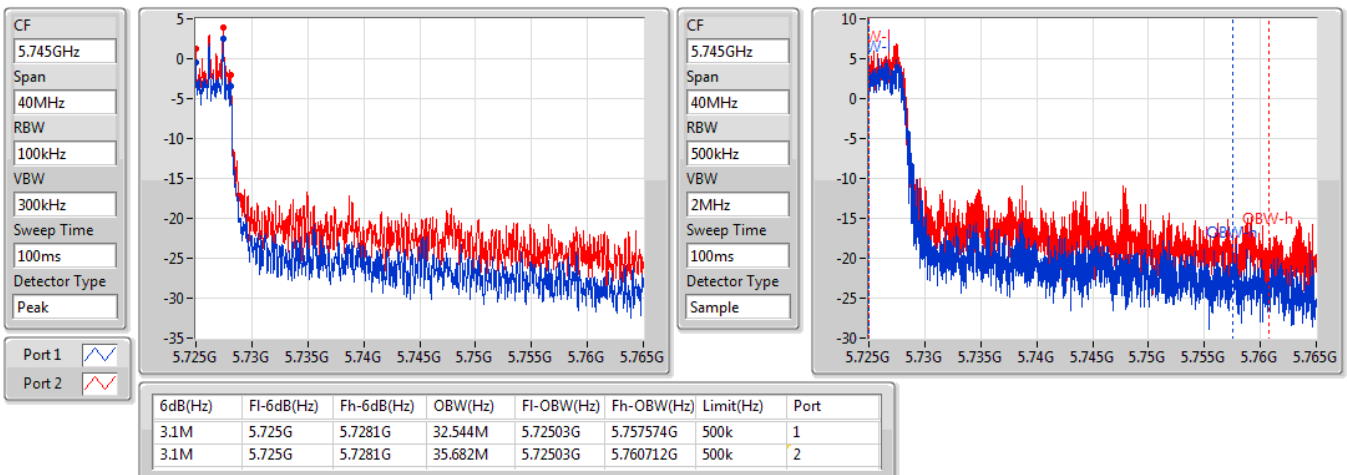 CF
5.745GHz
Span
40MHz
RBW
100kHz
VBW
300kHz
Sweep Time
100ms
Detector Type
Peak
Port 1
Port 2
5
0
-5
-10
-15
-20
-25
-30
-35
5.725G 5.73G 5.735G 5.74G 5.745G 5.75G 5.755G 5.76G 5.765G
CF
5.745GHz
Span
40MHz
RBW
500kHz
VBW
2MHz
Sweep Time
100ms
Detector Type
Sample
10
5
0
-5
-10
-15
-20
-25
-30
W-l
W-l
OBW-h
OBW-h
5.725G 5.73G 5.735G 5.74G 5.745G 5.75G 5.755G 5.76G 5.765G
6dB(Hz) Fl-6dB(Hz) Fh-6dB(Hz) OBW(Hz) Fl-OBW(Hz) Fh-OBW(Hz) Limit(Hz) Port
3.1M 5.725G 5.7281G 32.544M 5.72503G 5.757574G 500k 1
3.1M 5.725G 5.7281G 35.682M 5.72503G 5.760712G 500k 2